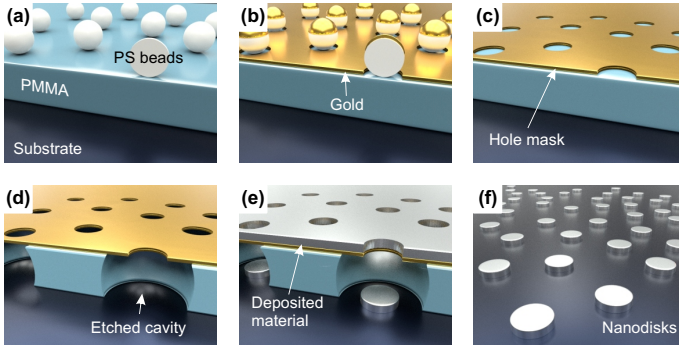 (a)
PS beads
PMMA
Substrate
(b)
Gold
(c)
Hole mask
(d)
Etched cavity
(e)
Deposited
material
(f)
Nanodisks